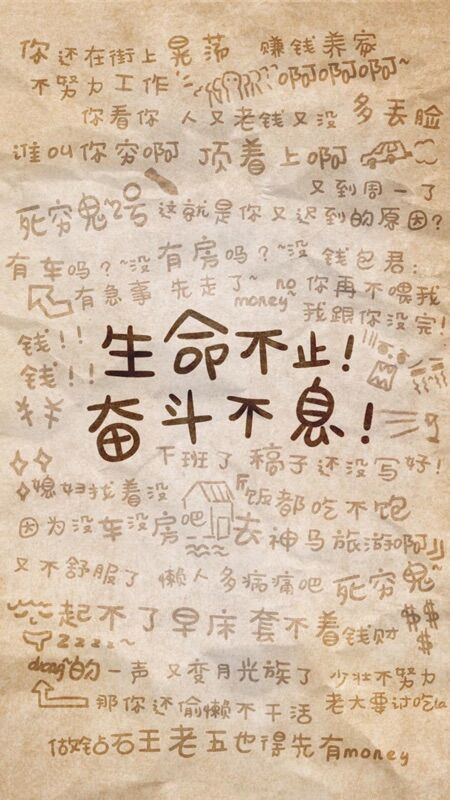 你还在街上晃荡 赚钱养家
不努力工作 啊啊啊啊~
你看你 人又老钱又没 多丢脸
谁叫你穷啊 顶着上啊
又到周一了
死穷鬼~2号 这就是你又迟到的原因?
有车吗?~没 有房吗?~没 钱包君:
有急事 先走了~ no money~ 你再不喂我
我跟你没完!
钱!!
钱!!
生命不止!
奋斗不息!
下班了 稿子还没写好!
媳妇找着没 饭都吃不饱
因为没车没房吧 去神马旅游啊
又不舒服了 懒人多病痛吧 死穷鬼~
起不了早床套不着钱财 $$$$
zzzz~
duang~的 一声 又变月光族了 少壮不努力
那你还偷懒不干活 老大要讨吃la
做钻石王老五也得先有money